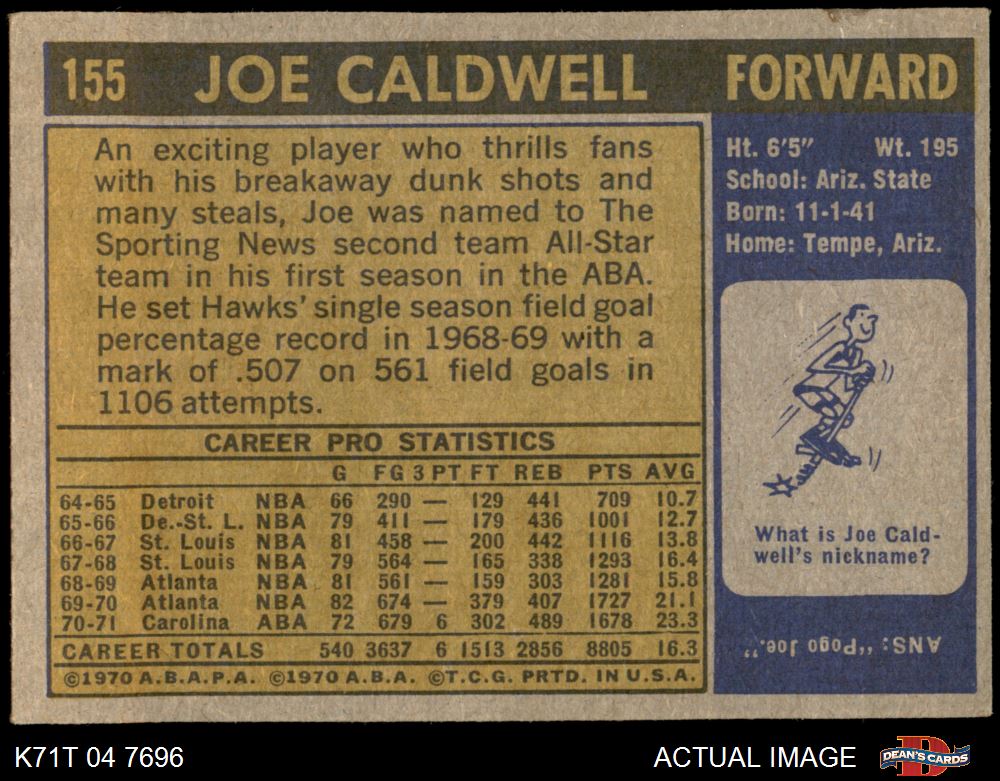 155 JOE CALDWELL FORWARD
An exciting player who thrills fans
with his breakaway dunk shots and
many steals, Joe was named to The
Sporting News second team All-Star
team in his first season in the ABA.
He set Hawks' single season field goal
percentage record in 1968-69 with a
mark of .507 on 561 field goals in
1106 attempts.
CAREER PRO STATISTICS
G FG 3 PT FT REB PTS AVG
64-65 Detroit NBA 66 290 — 129 441 709 10.7
65-66 De.-St. L. NBA 79 411 — 179 436 1001 12.7
66-67 St. Louis NBA 81 458 — 200 442 1116 13.8
67-68 St. Louis NBA 79 564 — 165 338 1293 16.4
68-69 Atlanta NBA 81 561 — 159 303 1281 15.8
69-70 Atlanta NBA 82 674 — 379 407 1727 21.1
70-71 Carolina ABA 72 679 6 302 489 1678 23.3
CAREER TOTALS 540 3637 6 1513 2856 8805 16.3
©1970 A.B.A.P.A. ©1970 A.B.A. ©T.C.G. PRTD. IN U.S.A.
Ht. 6'5" Wt. 195
School: Ariz. State
Born: 11-1-41
Home: Tempe, Ariz.
What is Joe Cald-
well's nickname?
ANS: "Pogo Joe."
K71T 04 7696 ACTUAL IMAGE DEAN'S CARDS